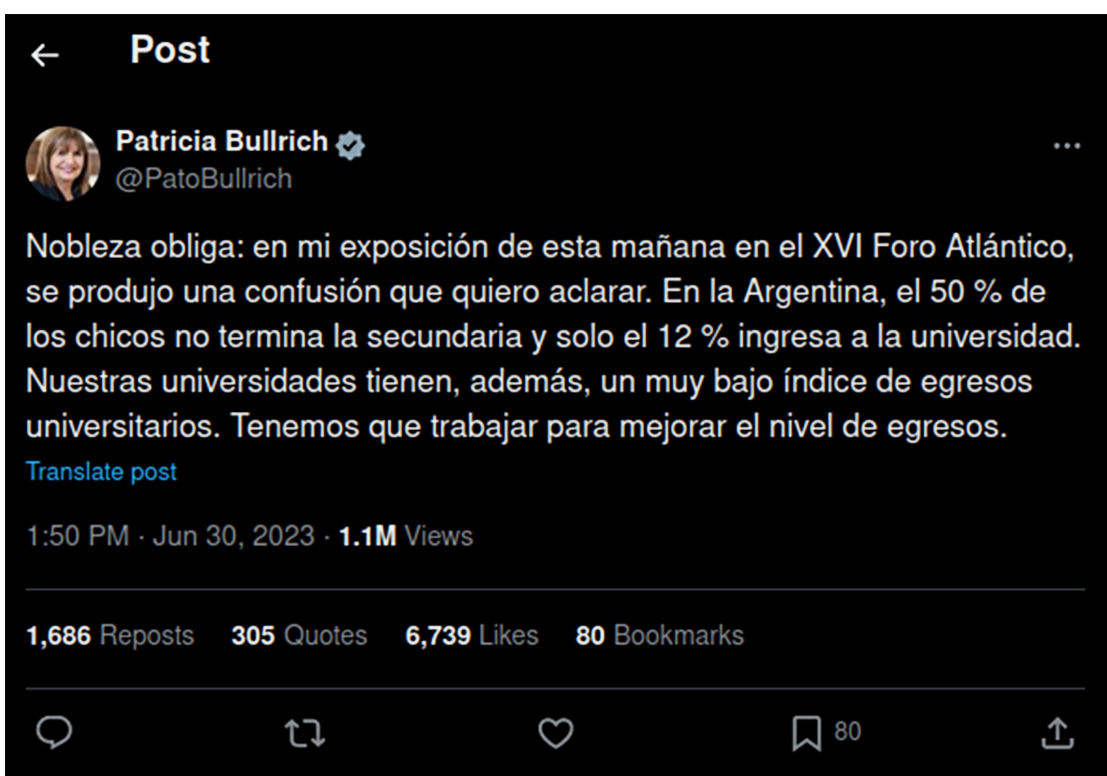 Post
Patricia Bullrich
@PatoBullrich
Nobleza obliga: en mi exposición de esta mañana en el XVI Foro Atlántico,
se produjo una confusión que quiero aclarar. En la Argentina, el 50 % de
los chicos no termina la secundaria y solo el 12 % ingresa a la universidad.
Nuestras universidades tienen, además, un muy bajo índice de egresos
universitarios. Tenemos que trabajar para mejorar el nivel de egresos.
Translate post
1:50 PM · Jun 30, 2023 · 1.1M Views
1,686 Reposts 305 Quotes 6,739 Likes 80 Bookmarks
80